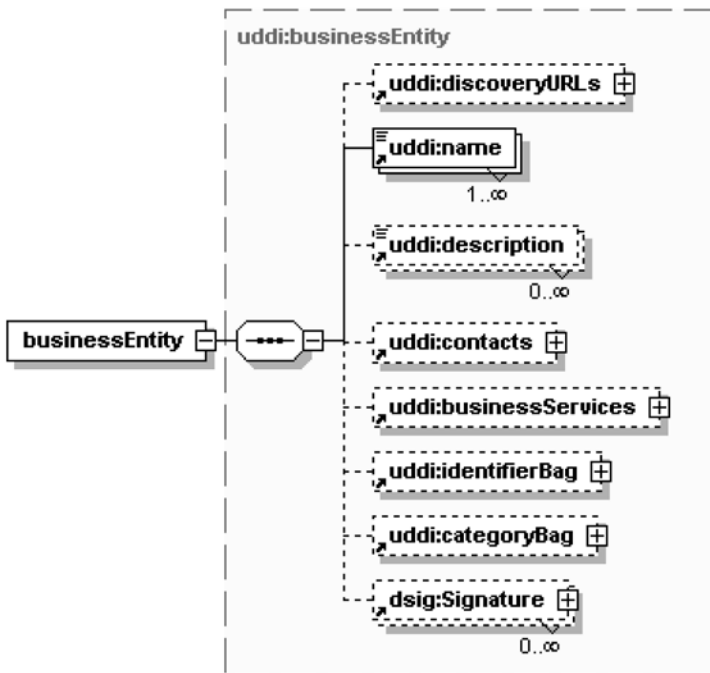 uddi:businessEntity
uddi:discoveryURLs
uddi:name
1..∞
uddi:description
0..∞
businessEntity
uddi:contacts
uddi:businessServices
uddi:identifierBag
uddi:categoryBag
dsig:Signature
0..∞